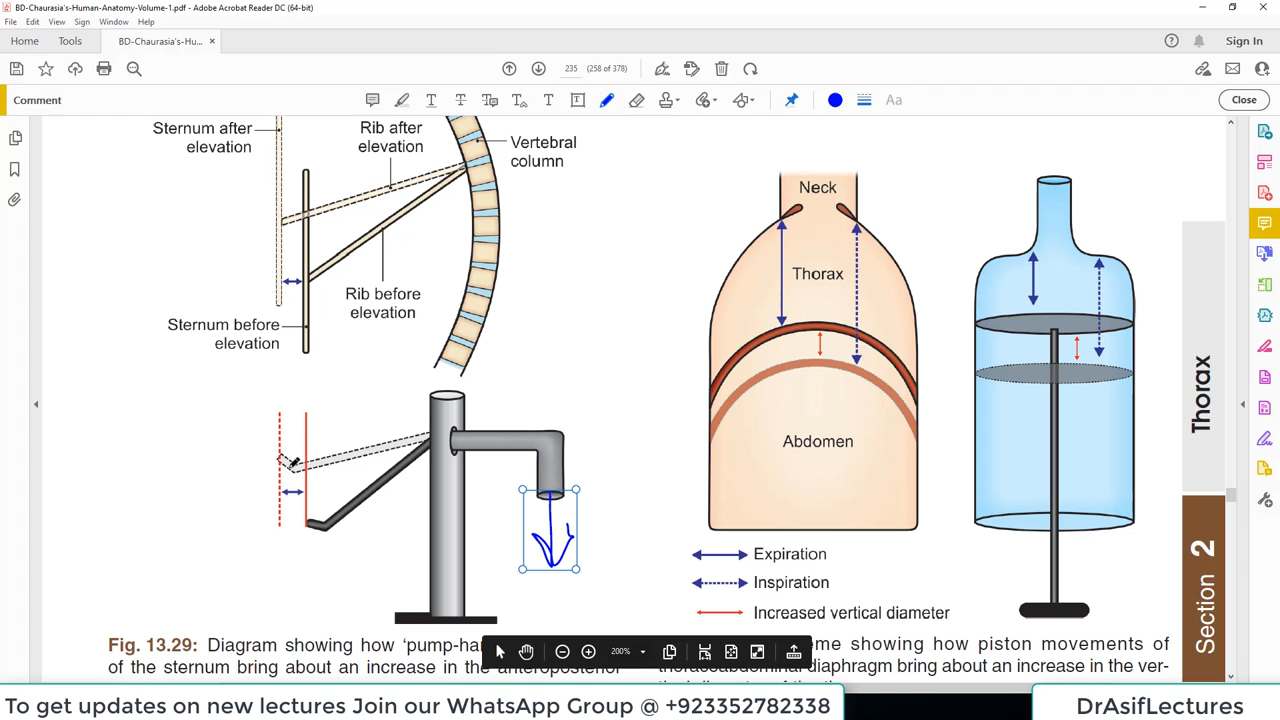 BD-Chaurasia's-Human-Anatomy-Volume-1.pdf - Adobe Acrobat Reader DC (64-bit)
File Edit View Sign Window Help
Home Tools BD-Chaurasia's-Hu... × Sign In
235 (258 of 378)
Comment Close
Sternum after
elevation
Rib after
elevation
Vertebral
column
Rib before
elevation
Sternum before
elevation
Neck
Thorax
Abdomen
Expiration
Inspiration
Increased vertical diameter
Thorax
Section 2
Fig. 13.29: Diagram showing how 'pump-ha
of the sternum bring about an increase in the anteroposterior
eme showing how piston movements of
thoracoabdominal diaphragm bring about an increase in the ver-
200%
To get updates on new lectures Join our WhatsApp Group @ +923352782338
DrAsifLectures